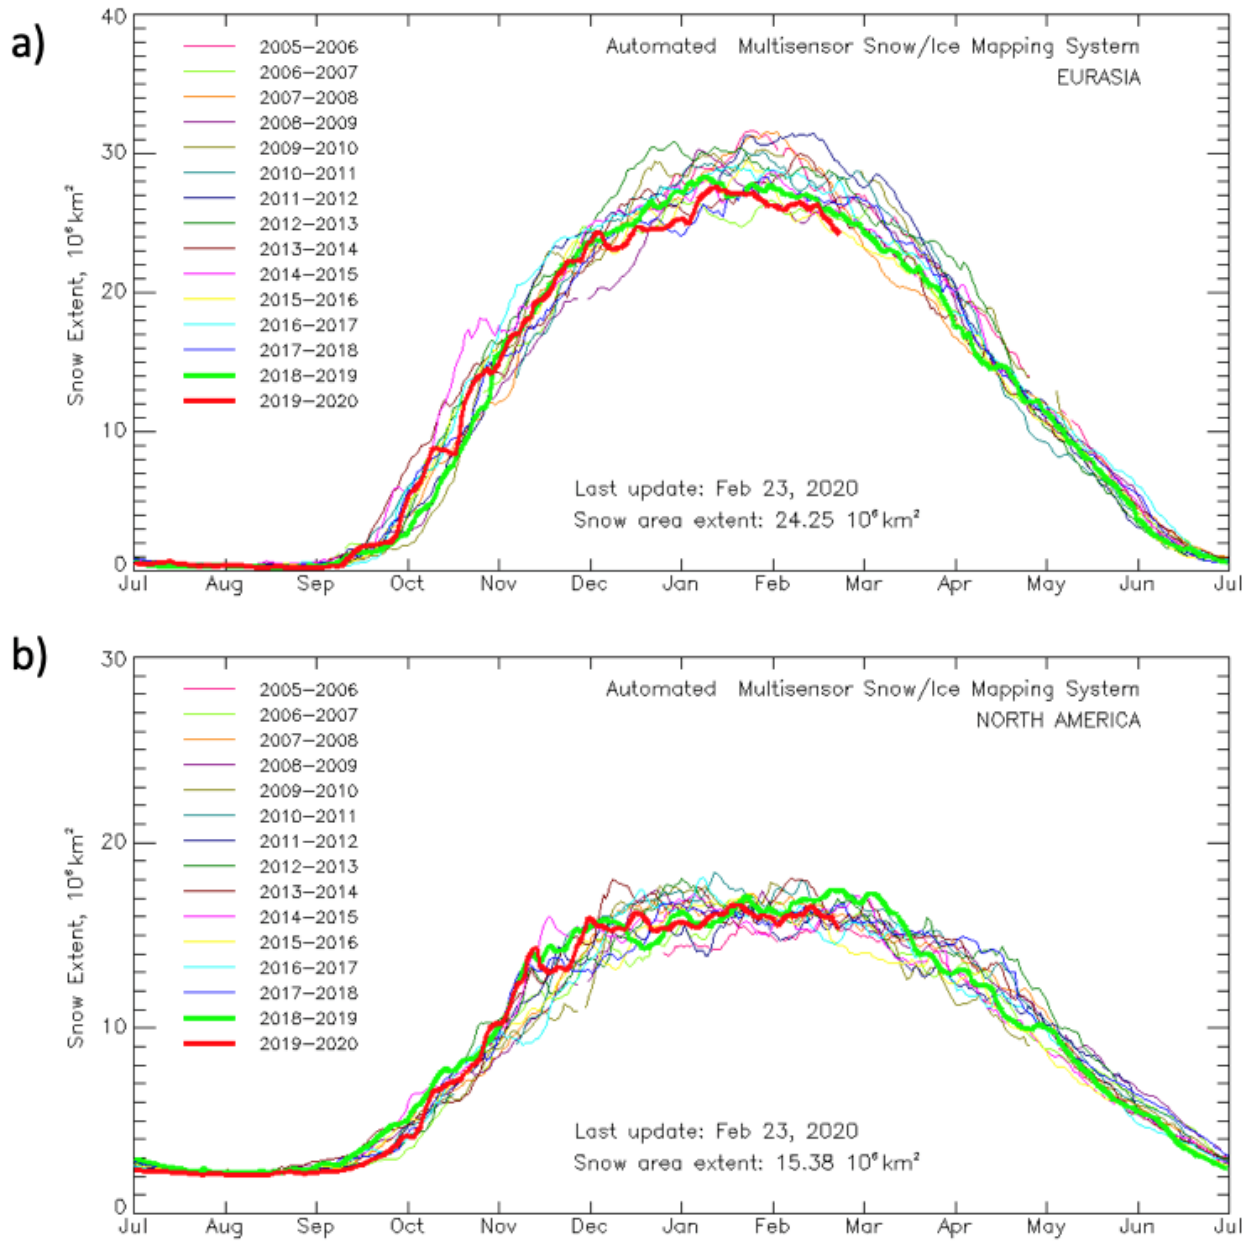 a)
40
30
20
10
0
Snow Extent, 10⁶km²
2005-2006
2006-2007
2007-2008
2008-2009
2009-2010
2010-2011
2011-2012
2012-2013
2013-2014
2014-2015
2015-2016
2016-2017
2017-2018
2018-2019
2019-2020
Automated Multisensor Snow/Ice Mapping System
EURASIA
Last update: Feb 23, 2020
Snow area extent: 24.25 10⁶km²
Jul Aug Sep Oct Nov Dec Jan Feb Mar Apr May Jun Jul
b)
30
20
10
0
Snow Extent, 10⁶km²
2005-2006
2006-2007
2007-2008
2008-2009
2009-2010
2010-2011
2011-2012
2012-2013
2013-2014
2014-2015
2015-2016
2016-2017
2017-2018
2018-2019
2019-2020
Automated Multisensor Snow/Ice Mapping System
NORTH AMERICA
Last update: Feb 23, 2020
Snow area extent: 15.38 10⁶km²
Jul Aug Sep Oct Nov Dec Jan Feb Mar Apr May Jun Jul